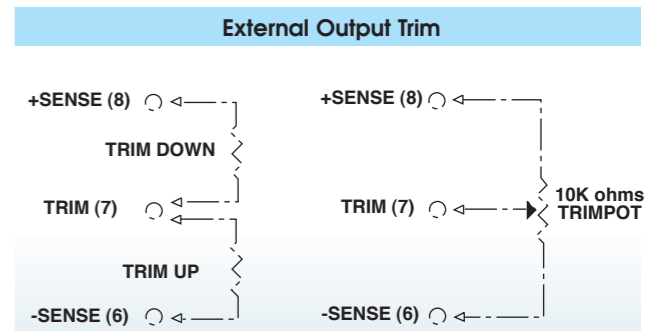 External Output Trim
+SENSE (8)
TRIM DOWN
TRIM (7)
TRIM UP
-SENSE (6)
+SENSE (8)
TRIM (7)
10K ohms
TRIMPOT
-SENSE (6)